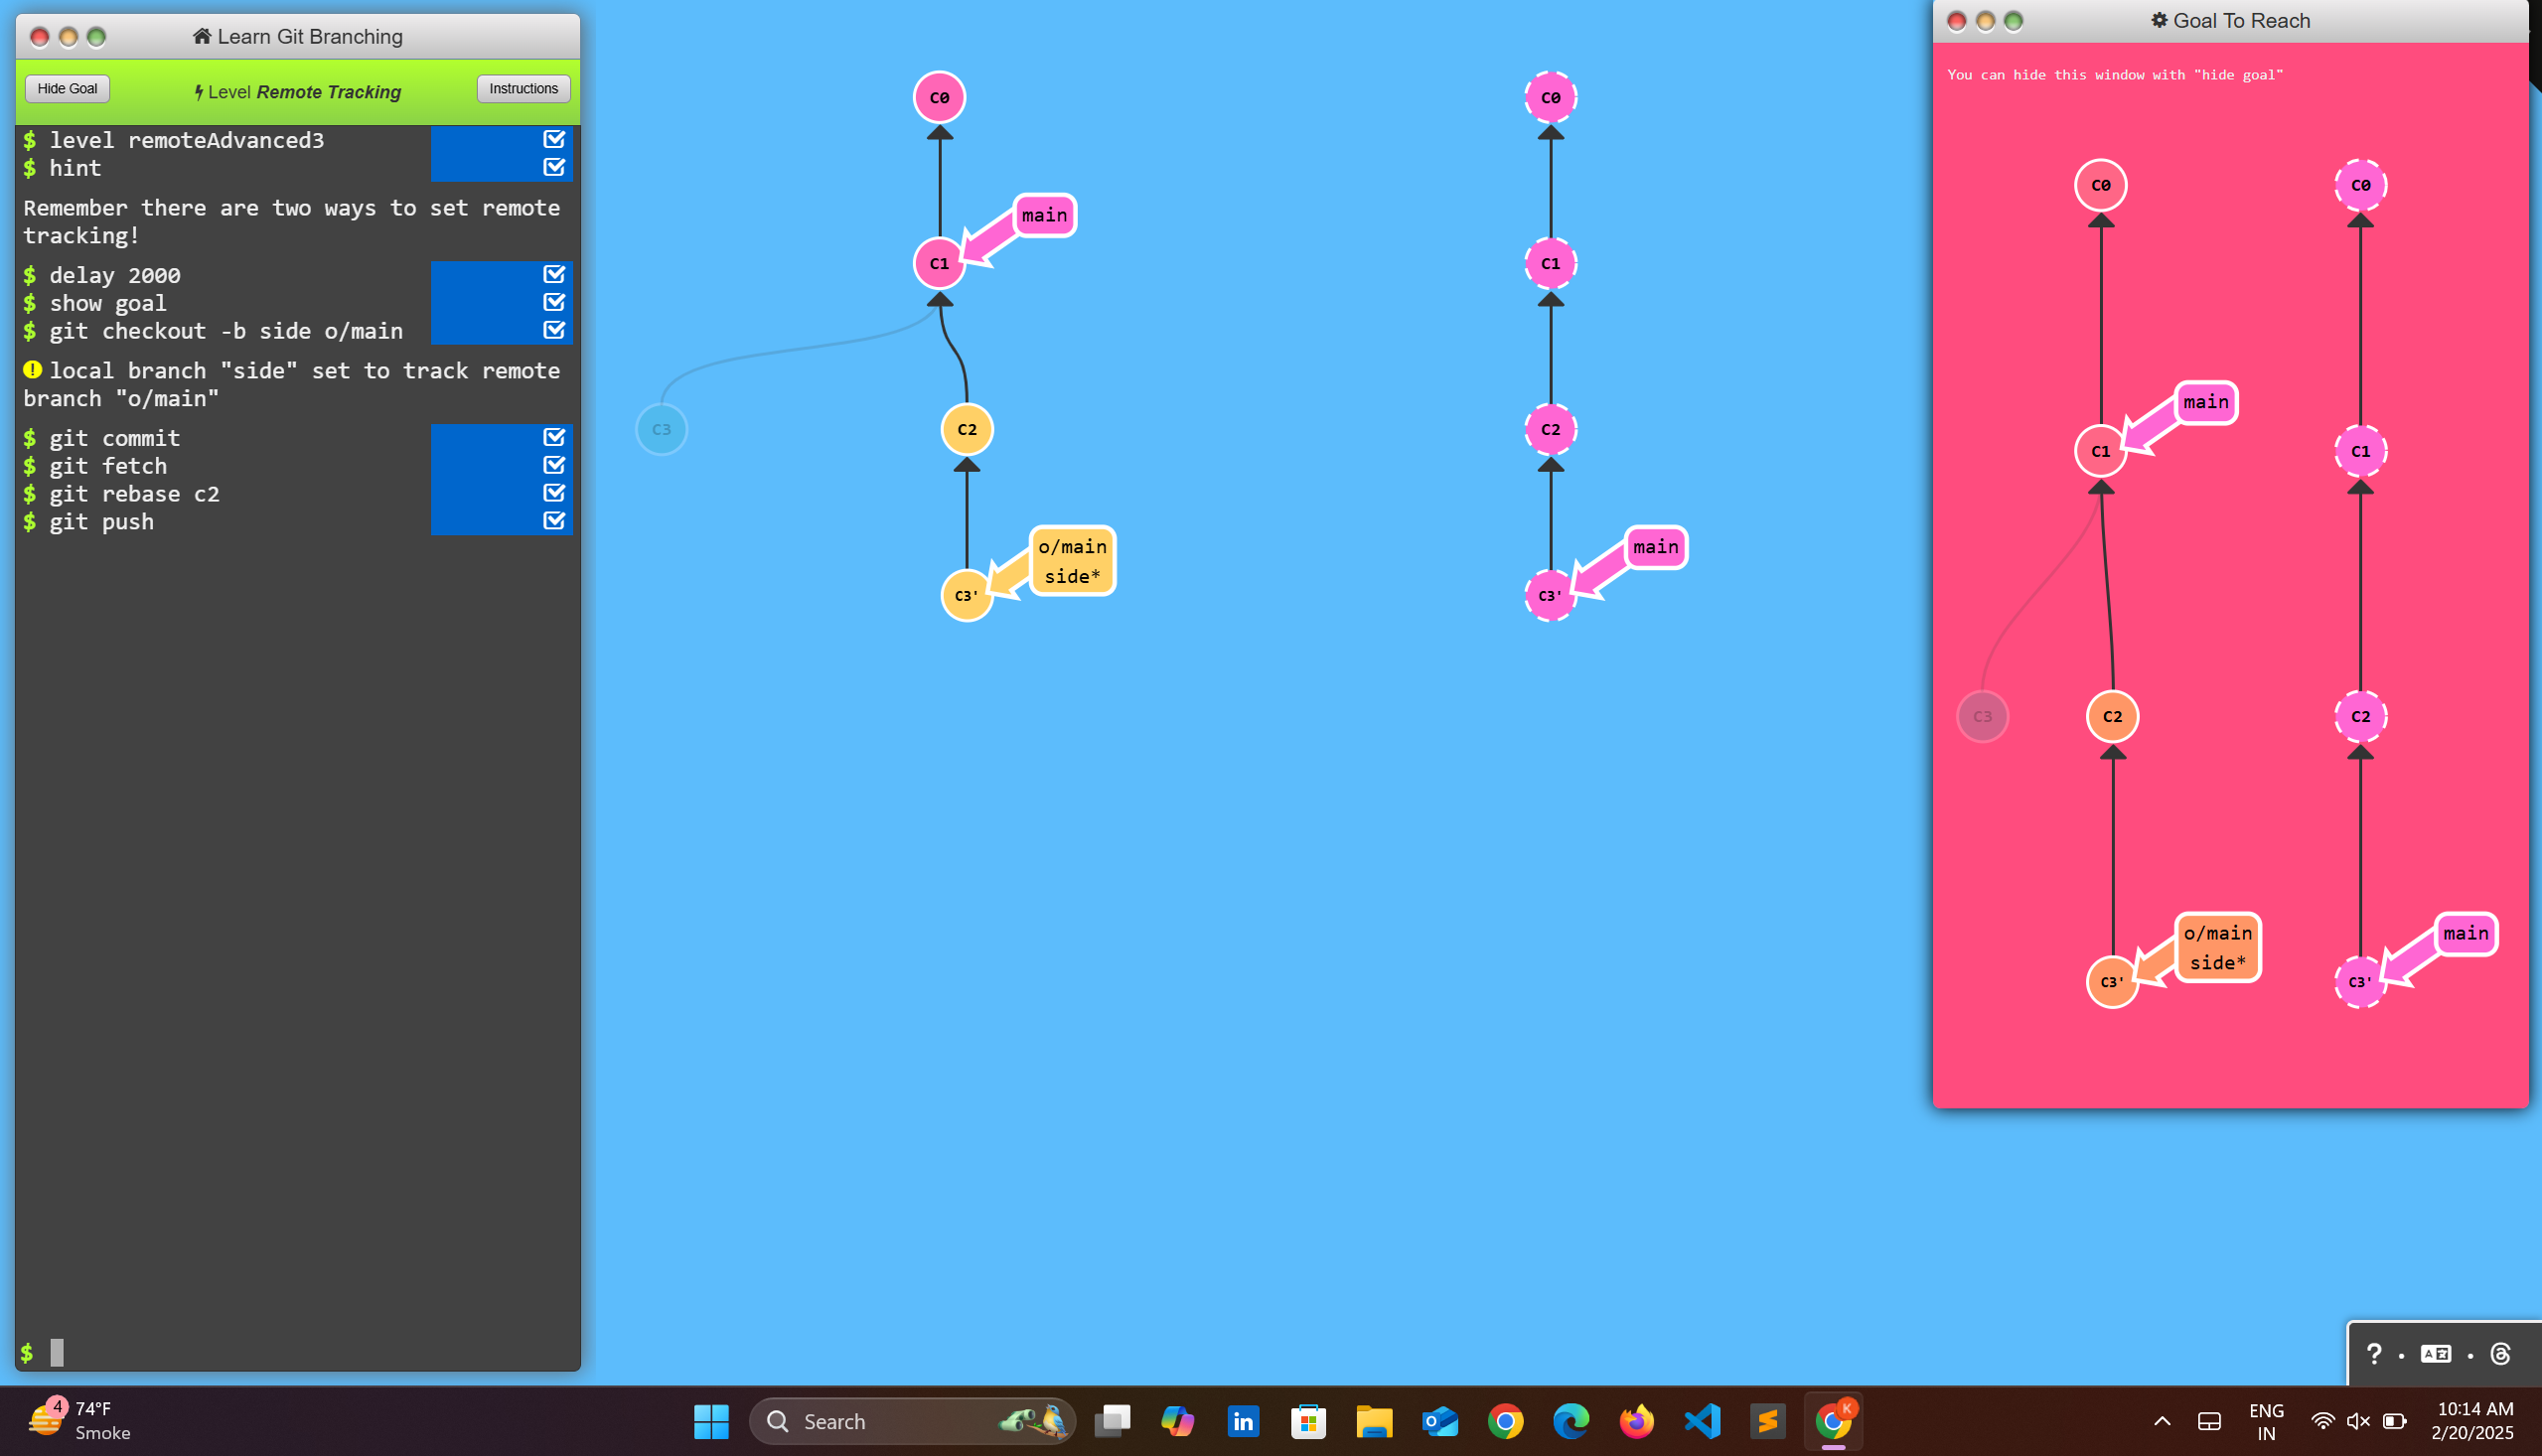 Learn Git Branching
Hide Goal
Level Remote Tracking
Instructions
$ level remoteAdvanced3
$ hint
Remember there are two ways to set remote
tracking!
$ delay 2000
$ show goal
$ git checkout -b side o/main
! local branch "side" set to track remote
branch "o/main"
$ git commit
$ git fetch
$ git rebase c2
$ git push
$
C0
main
C1
C3
C2
o/main
side*
C3'
C0
C1
C2
main
C3'
Goal To Reach
You can hide this window with "hide goal"
C0
main
C1
C3
C2
o/main
side*
C3'
C0
C1
C2
main
C3'
?
4
74°F
Smoke
Search
K
ENG
IN
10:14 AM
2/20/2025